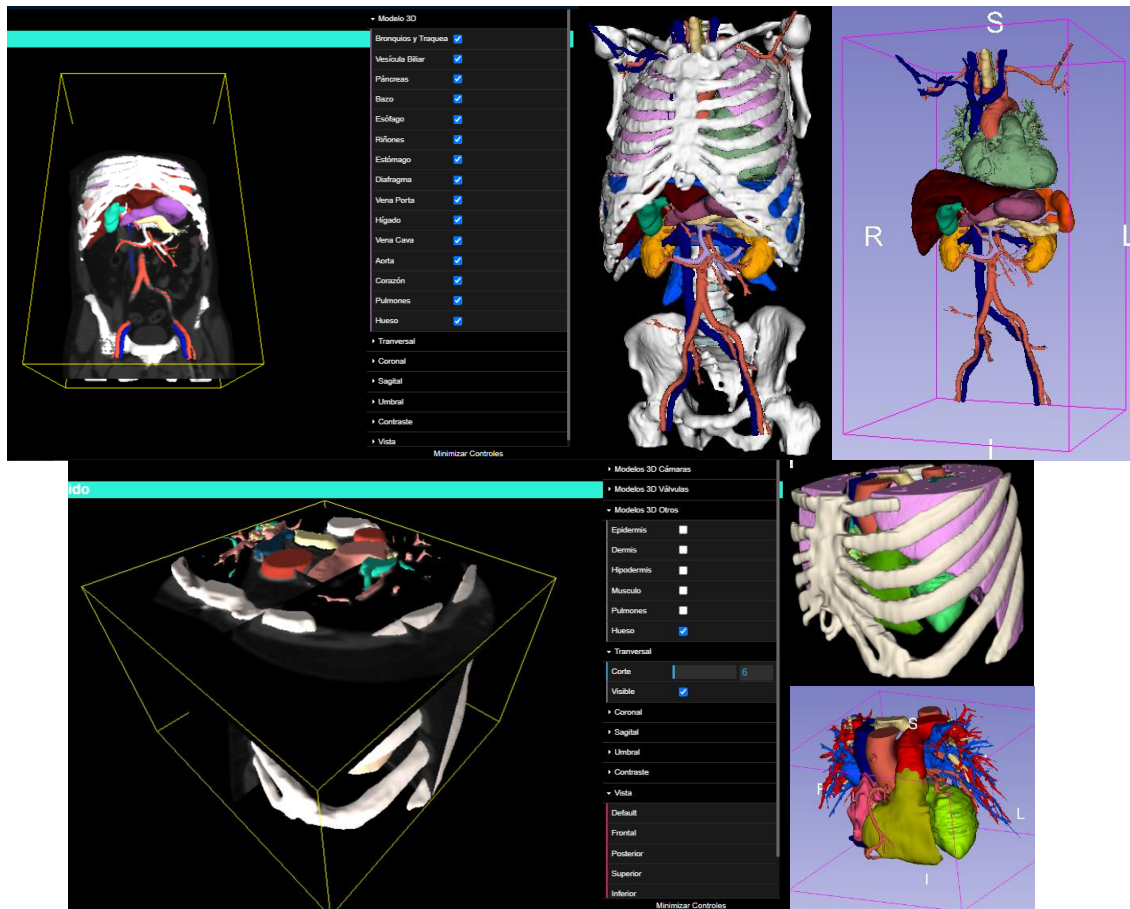 Modelo 3D
Bronquios y Traquea
Vesícula Biliar
Páncreas
Bazo
Esófago
Riñones
Estómago
Diafragma
Vena Porta
Hígado
Vena Cava
Aorta
Corazón
Pulmones
Hueso
Tranversal
Coronal
Sagital
Umbral
Contraste
Vista
Minimizar Controles
S
R
L
I
ido
Modelos 3D Cámaras
Modelos 3D Válvulas
Modelos 3D Otros
Epidermis
Dermis
Hipodermis
Musculo
Pulmones
Hueso
Tranversal
Corte 6
Visible
Coronal
Sagital
Umbral
Contraste
Vista
Default
Frontal
Posterior
Superior
Inferior
Minimizar Controles
S
L
I